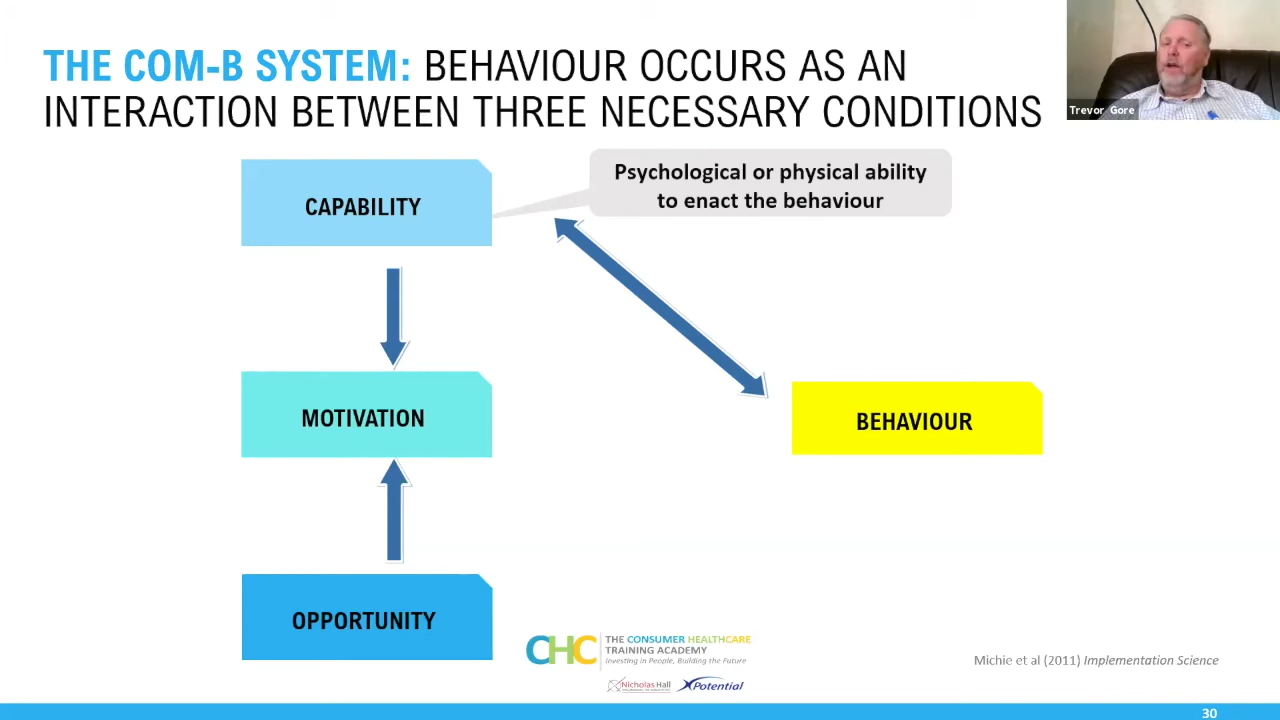 THE COM-B SYSTEM: BEHAVIOUR OCCURS AS AN
INTERACTION BETWEEN THREE NECESSARY CONDITIONS
Trevor Gore
Psychological or physical ability
to enact the behaviour
CAPABILITY
MOTIVATION
BEHAVIOUR
OPPORTUNITY
CHC
THE CONSUMER HEALTHCARE
TRAINING ACADEMY
Investing in People, Building the Future
Nicholas Hall
XPotential
Michie et al (2011) Implementation Science
30